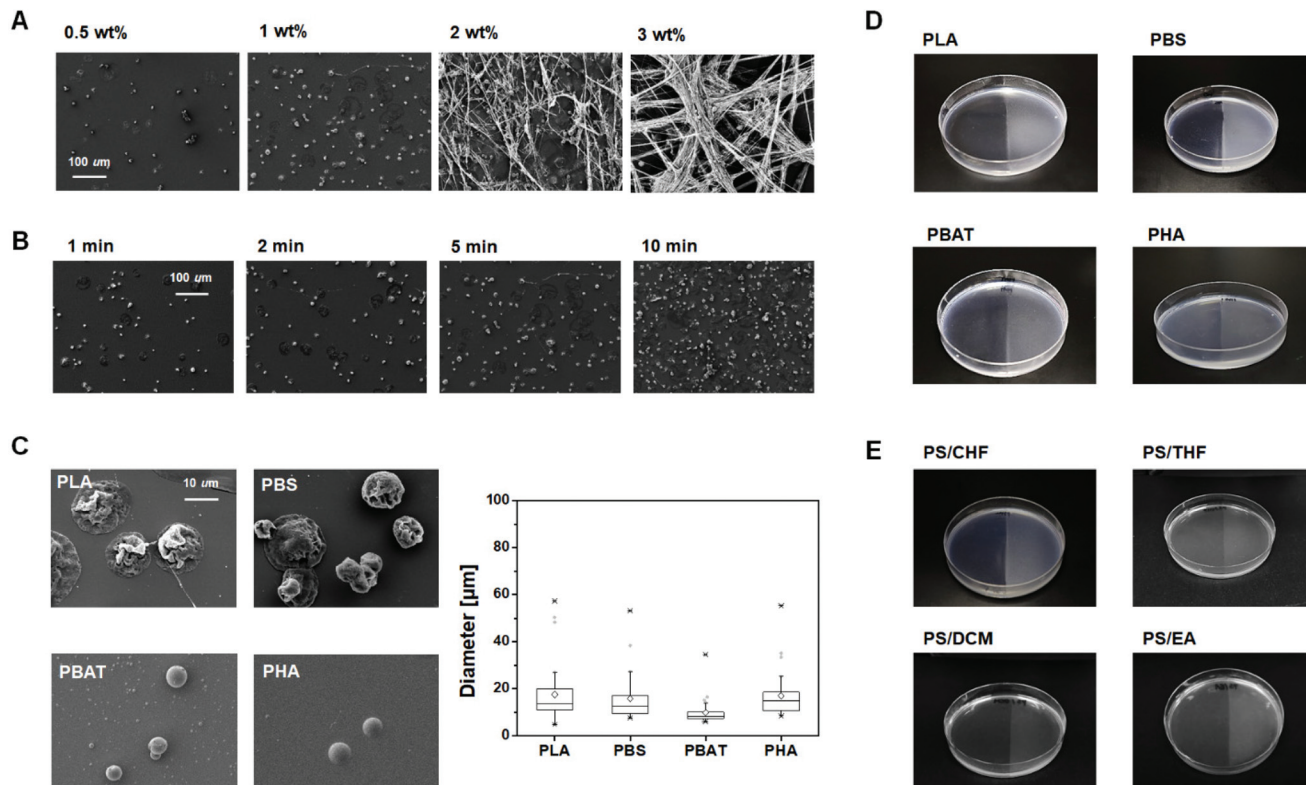 A
0.5 wt%
1 wt%
2 wt%
3 wt%
100 um
B
1 min
2 min
5 min
10 min
100 um
C
PLA
10 um
PBS
PBAT
PHA
100
80
60
40
20
0
Diameter [µm]
PLA
PBS
PBAT
PHA
D
PLA
PBS
PBAT
PHA
E
PS/CHF
PS/THF
PS/DCM
PS/EA